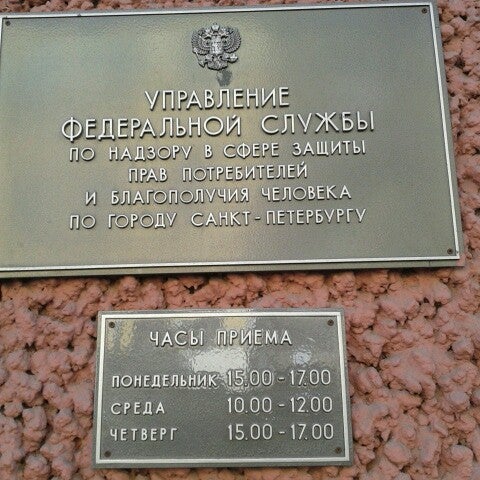 УПРАВЛЕНИЕ
ФЕДЕРАЛЬНОЙ СЛУЖБЫ
ПО НАДЗОРУ В СФЕРЕ ЗАЩИТЫ
ПРАВ ПОТРЕБИТЕЛЕЙ
И БЛАГОПОЛУЧИЯ ЧЕЛОВЕКА
ПО ГОРОДУ САНКТ-ПЕТЕРБУРГУ
ЧАСЫ ПРИЕМА
ПОНЕДЕЛЬНИК 15.00 - 17.00
СРЕДА 10.00 - 12.00
ЧЕТВЕРГ 15.00 - 17.00